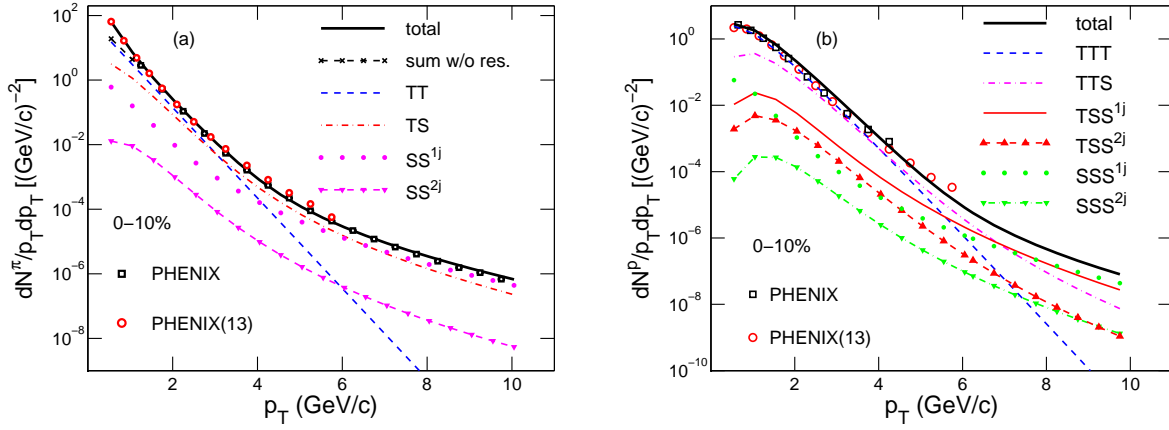 (a)
total
sum w/o res.
TT
TS
SS^1j
SS^2j
0–10%
PHENIX
PHENIX(13)
dN^π/p_T dp_T [(GeV/c)^−2]
10^2
10^0
10^−2
10^−4
10^−6
10^−8
2 4 6 8 10
p_T (GeV/c)
(b)
total
TTT
TTS
TSS^1j
TSS^2j
SSS^1j
SSS^2j
0–10%
PHENIX
PHENIX(13)
dN^p/p_T dp_T [(GeV/c)^−2]
10^0
10^−2
10^−4
10^−6
10^−8
10^−10
2 4 6 8 10
p_T (GeV/c)